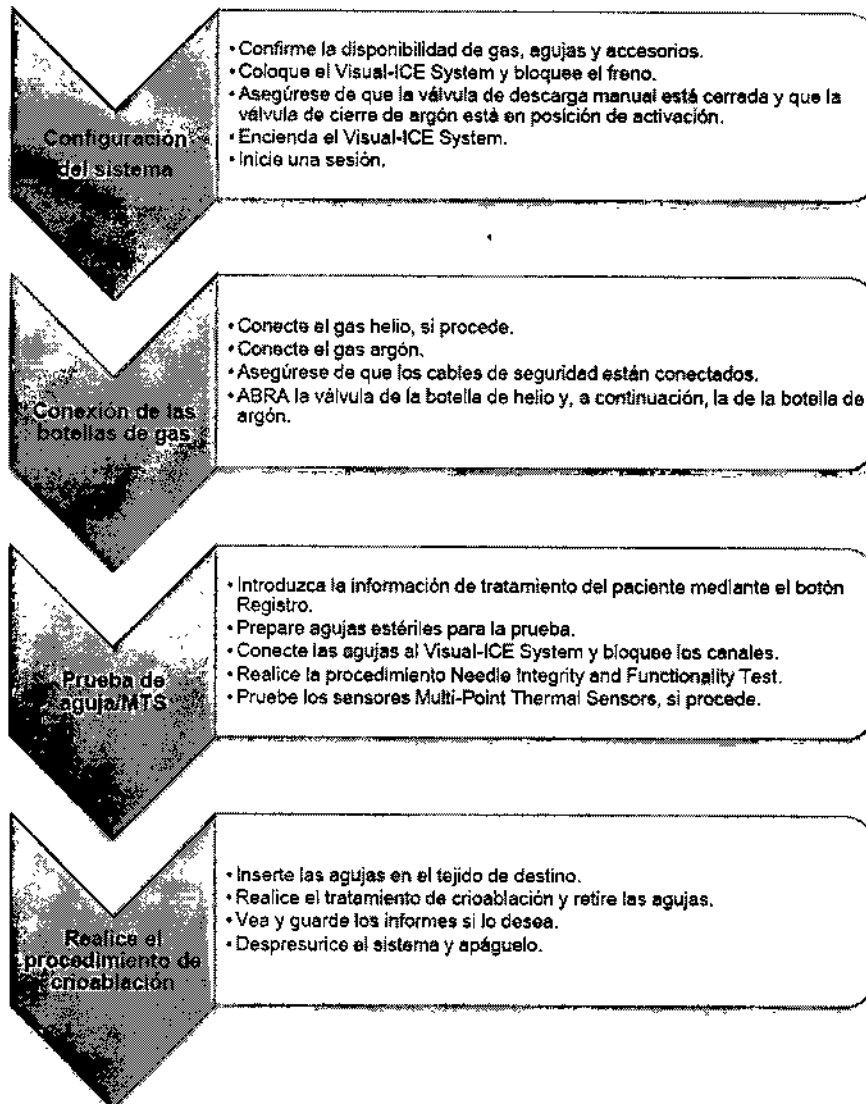 Configuración
del sistema
• Confirme la disponibilidad de gas, agujas y accesorios.
• Coloque el Visual-ICE System y bloquee el freno.
• Asegúrese de que la válvula de descarga manual está cerrada y que la
válvula de cierre de argón está en posición de activación.
• Encienda el Visual-ICE System.
• Inicie una sesión.
Conexión de las
botellas de gas
• Conecte el gas helio, si procede.
• Conecte el gas argón.
• Asegúrese de que los cables de seguridad están conectados.
• ABRA la válvula de la botella de helio y, a continuación, la de la botella de
argón.
Prueba de
aguja/MTS
• Introduzca la información de tratamiento del paciente mediante el botón
Registro.
• Prepare agujas estériles para la prueba.
• Conecte las agujas al Visual-ICE System y bloquee los canales.
• Realice la procedimiento Needle Integrity and Functionality Test.
• Pruebe los sensores Multi-Point Thermal Sensors, si procede.
Realice el
procedimiento de
crioablación
• Inserte las agujas en el tejido de destino.
• Realice el tratamiento de crioablación y retire las agujas.
• Vea y guarde los informes si lo desea.
• Despresurice el sistema y apáguelo.